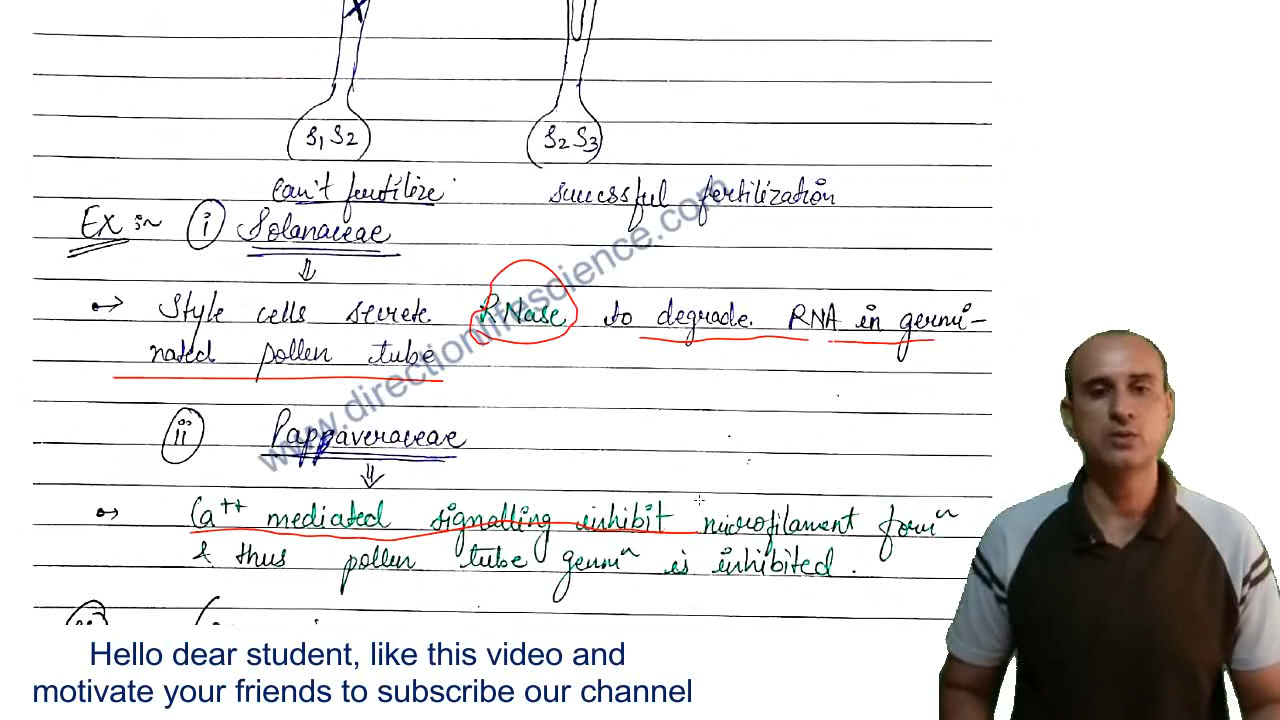 S1 S2
S2 S3
can't fertilize
successful fertilization
Ex :~ (i) Solanaceae
Style cells secrete RNase to degrade RNA in germi-
nated pollen tube
www.directionlifescience.com
(ii) Pappaveraceae
Ca++ mediated signalling inhibit microfilament formn
& thus pollen tube germn is inhibited.
Hello dear student, like this video and
motivate your friends to subscribe our channel